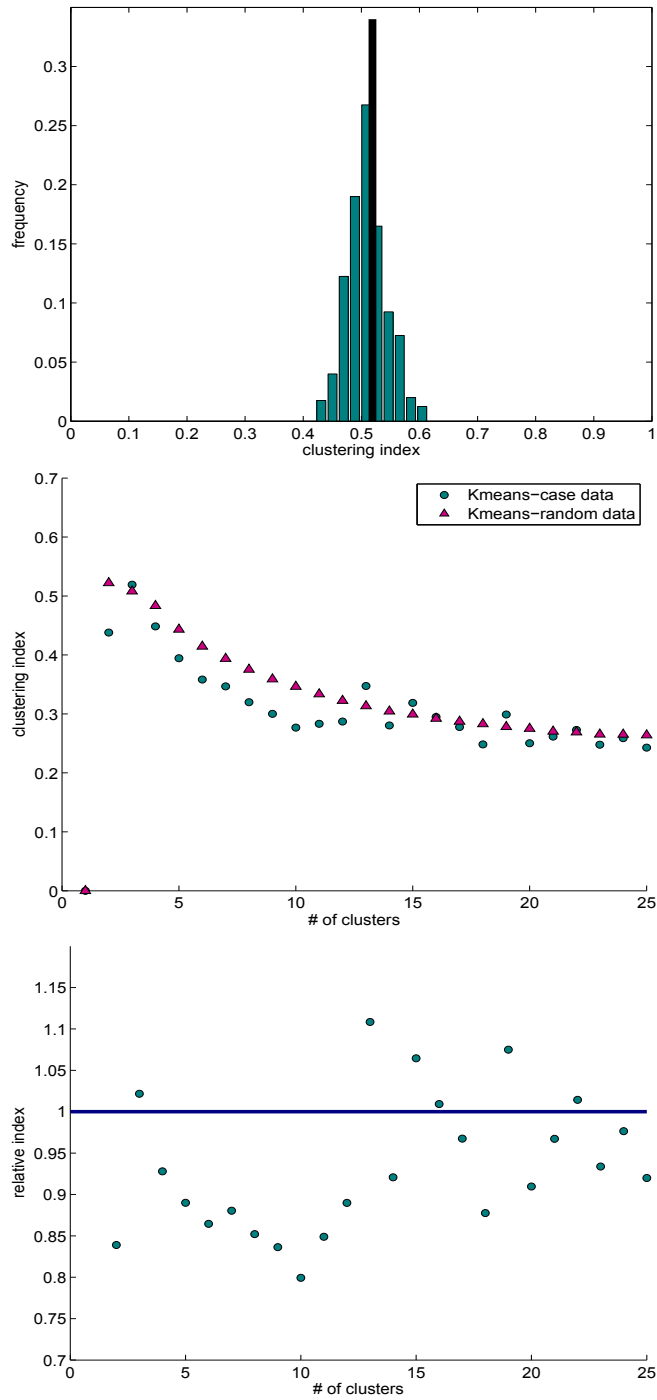 0.3
0.25
0.2
0.15
0.1
0.05
0
frequency
0 0.1 0.2 0.3 0.4 0.5 0.6 0.7 0.8 0.9 1
clustering index
0.7
0.6
0.5
0.4
0.3
0.2
0.1
0
clustering index
Kmeans−case data
Kmeans−random data
0 5 10 15 20 25
# of clusters
1.15
1.1
1.05
1
0.95
0.9
0.85
0.8
0.75
0.7
relative index
0 5 10 15 20 25
# of clusters